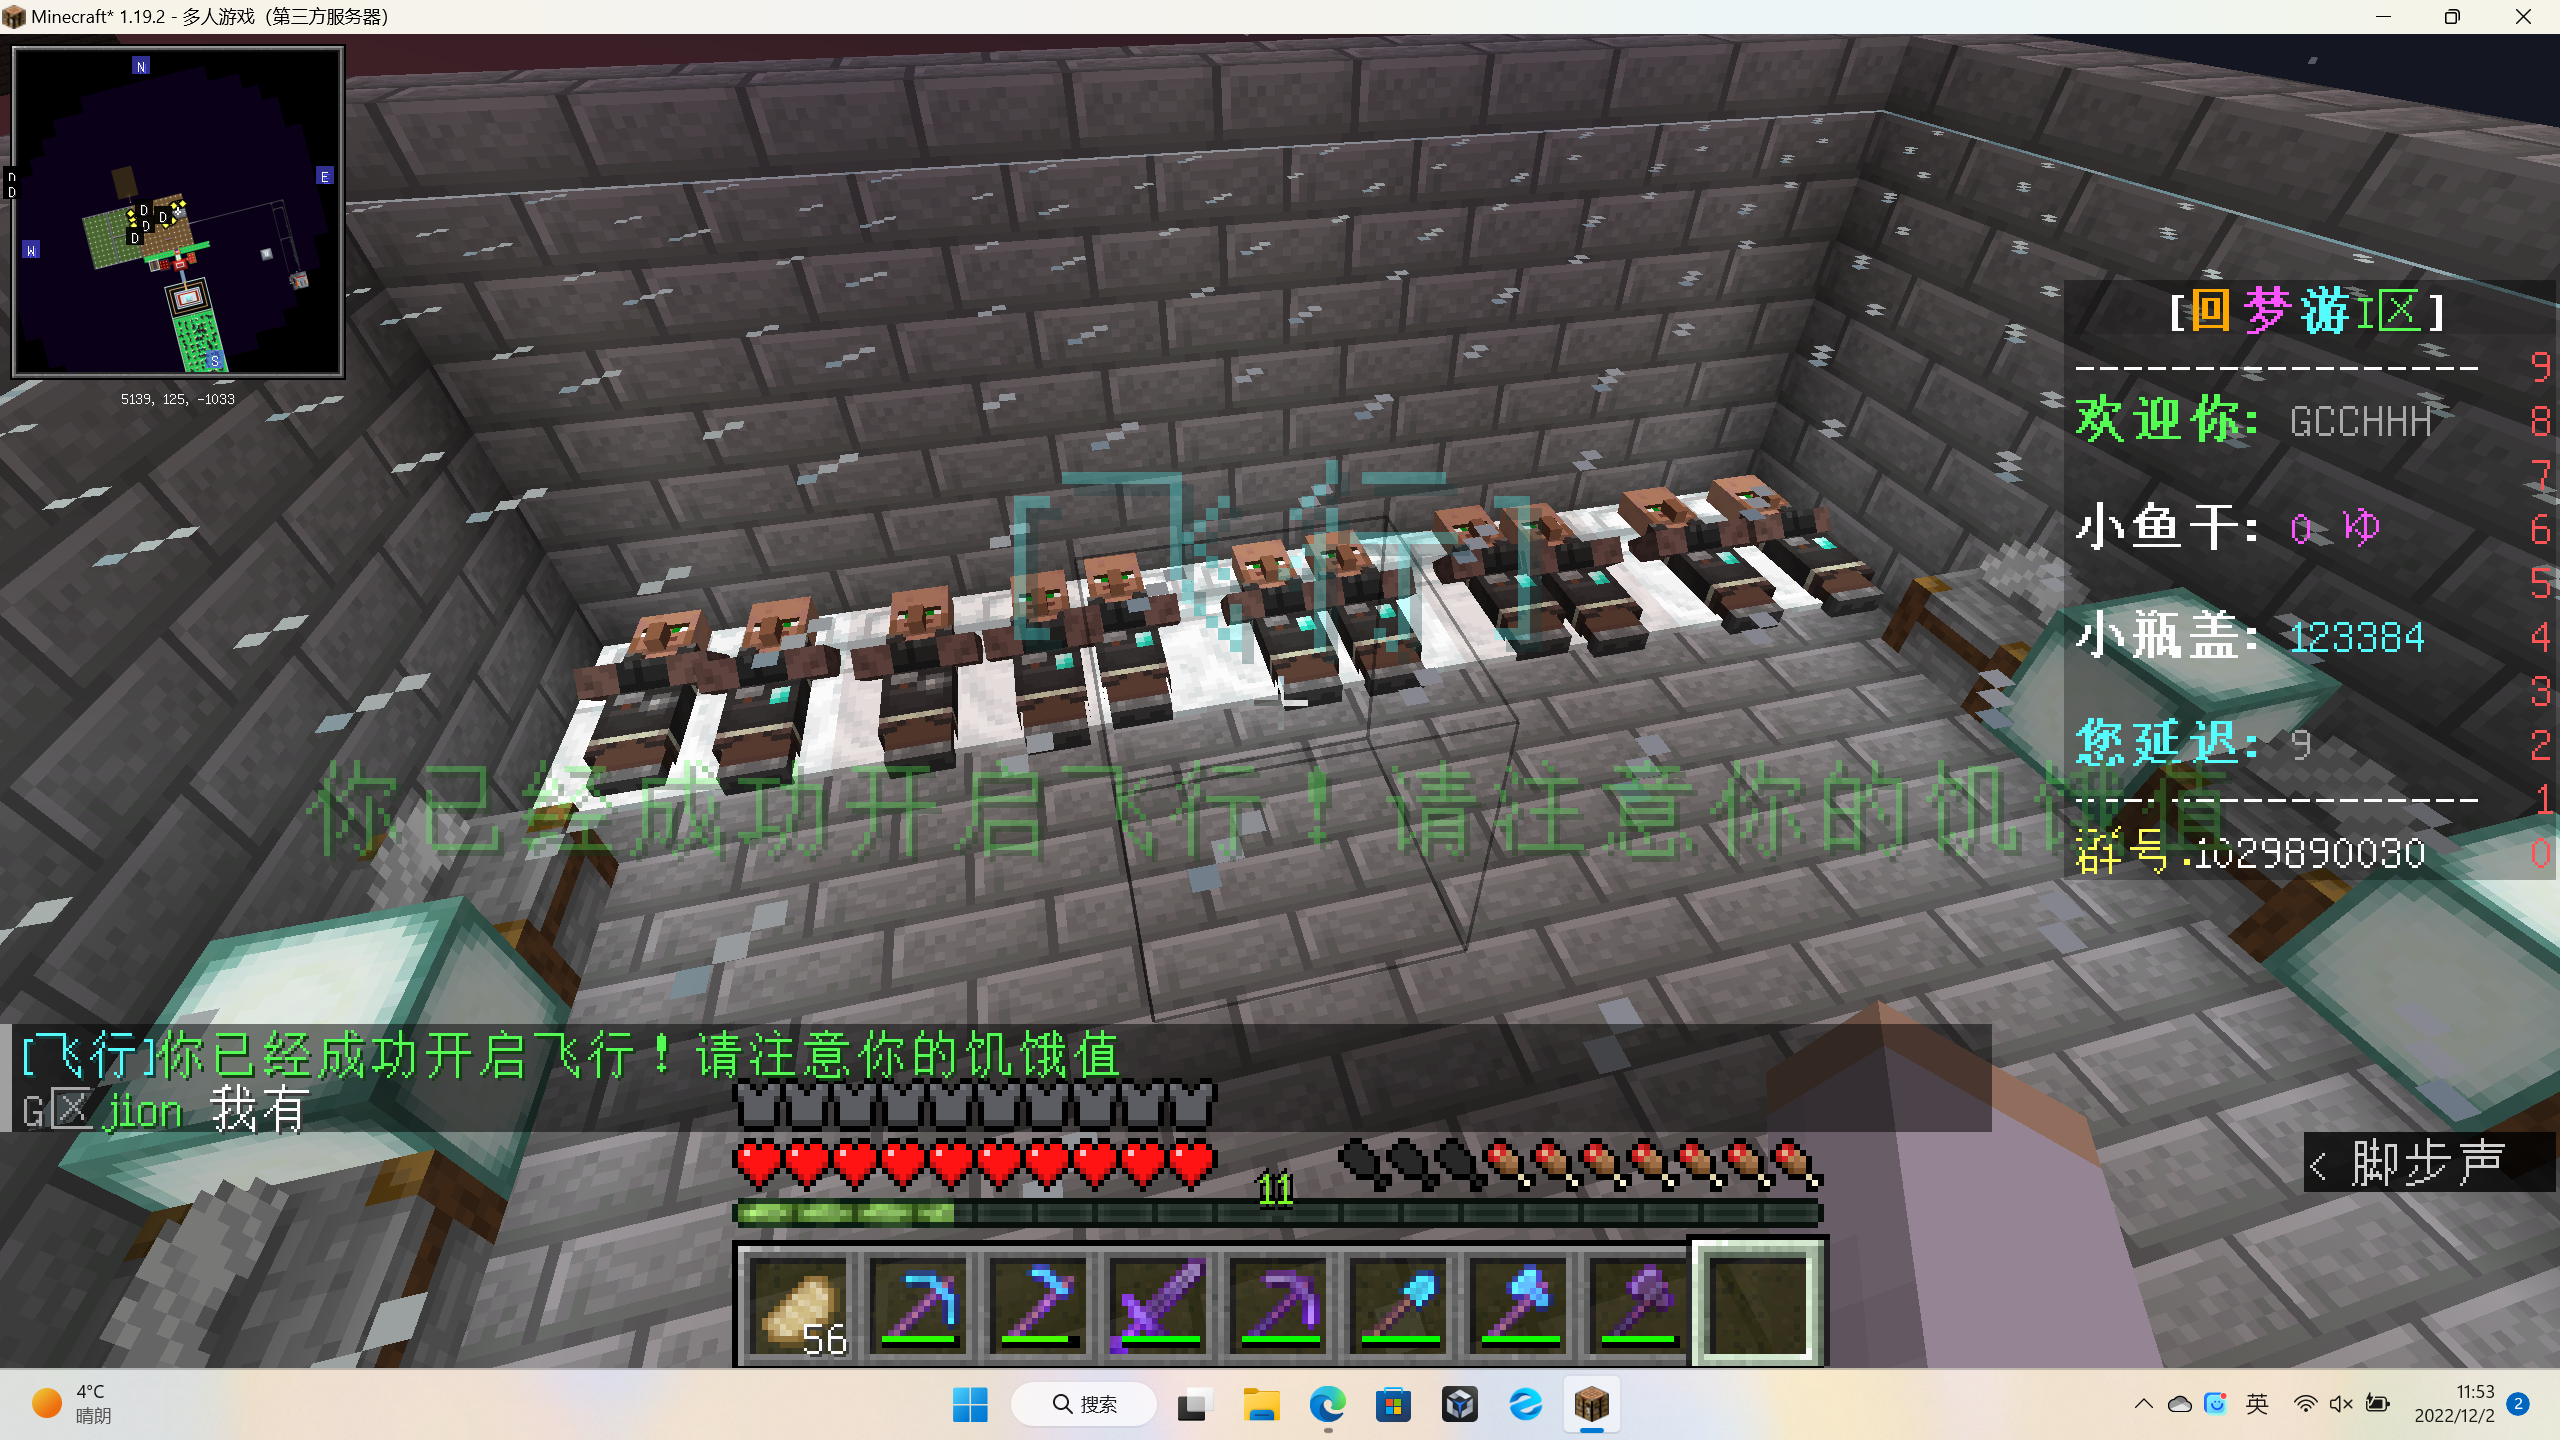 Minecraft* 1.19.2 - 多人游戏（第三方服务器）
N
E
W
S
D
D
D
D
n
D
5139, 125, -1033
[回梦游I区]
------------------ 9
欢迎你: GCCHHH 8
7
小鱼干: 0 ゆ 6
5
小瓶盖: 123384 4
3
您延迟: 9 2
------------------ 1
群号.1029890030 0
[飞行]
你已经成功开启飞行！请注意你的饥饿值
[飞行]你已经成功开启飞行！请注意你的饥饿值
G区 jion 我有
< 脚步声
11
56
4°C
晴朗
搜索
英
11:53
2022/12/2
2